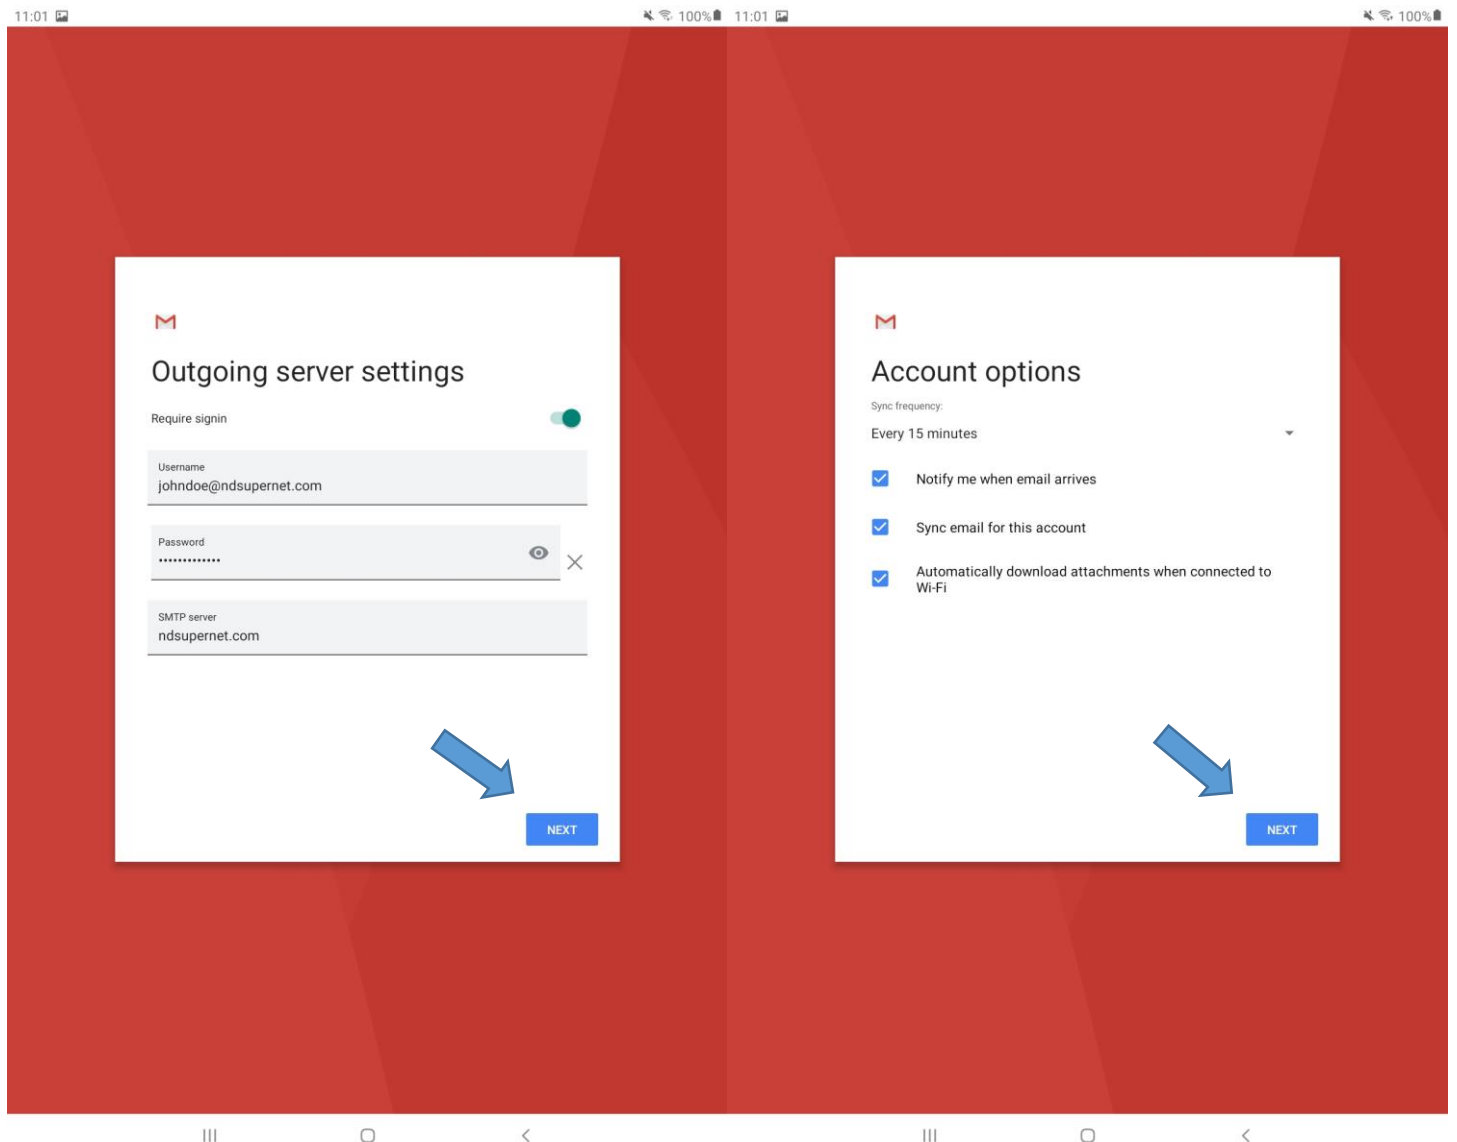 11:01
100%
Outgoing server settings
Require signin
Username
johndoe@ndsupernet.com
Password
•••••••••••••
SMTP server
ndsupernet.com
NEXT
11:01
100%
Account options
Sync frequency:
Every 15 minutes
Notify me when email arrives
Sync email for this account
Automatically download attachments when connected to
Wi-Fi
NEXT